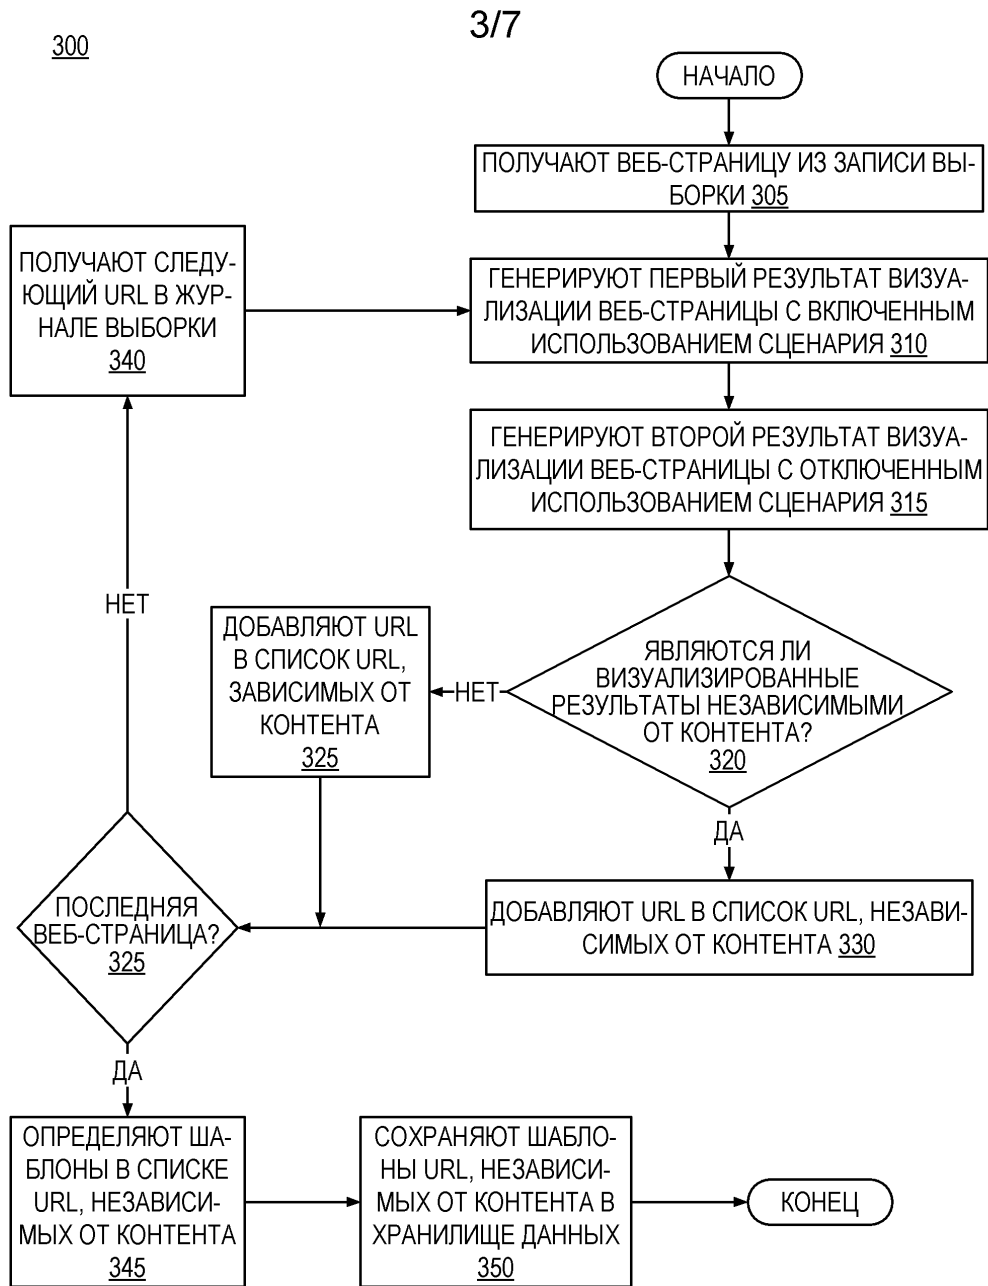 3/7
300
НАЧАЛО
ПОЛУЧАЮТ ВЕБ-СТРАНИЦУ ИЗ ЗАПИСИ ВЫ-
БОРКИ 305
ПОЛУЧАЮТ СЛЕДУ-
ЮЩИЙ URL В ЖУР-
НАЛЕ ВЫБОРКИ
340
ГЕНЕРИРУЮТ ПЕРВЫЙ РЕЗУЛЬТАТ ВИЗУА-
ЛИЗАЦИИ ВЕБ-СТРАНИЦЫ С ВКЛЮЧЕННЫМ
ИСПОЛЬЗОВАНИЕМ СЦЕНАРИЯ 310
ГЕНЕРИРУЮТ ВТОРОЙ РЕЗУЛЬТАТ ВИЗУА-
ЛИЗАЦИИ ВЕБ-СТРАНИЦЫ С ОТКЛЮЧЕННЫМ
ИСПОЛЬЗОВАНИЕМ СЦЕНАРИЯ 315
НЕТ
ДОБАВЛЯЮТ URL
В СПИСОК URL,
ЗАВИСИМЫХ ОТ
КОНТЕНТА
325
НЕТ
ЯВЛЯЮТСЯ ЛИ
ВИЗУАЛИЗИРОВАННЫЕ
РЕЗУЛЬТАТЫ НЕЗАВИСИМЫМИ
ОТ КОНТЕНТА?
320
ДА
ПОСЛЕДНЯЯ
ВЕБ-СТРАНИЦА?
325
ДОБАВЛЯЮТ URL В СПИСОК URL, НЕЗАВИ-
СИМЫХ ОТ КОНТЕНТА 330
ДА
ОПРЕДЕЛЯЮТ ША-
БЛОНЫ В СПИСКЕ
URL, НЕЗАВИСИ-
МЫХ ОТ КОНТЕНТА
345
СОХРАНЯЮТ ШАБЛО-
НЫ URL, НЕЗАВИСИ-
МЫХ ОТ КОНТЕНТА В
ХРАНИЛИЩЕ ДАННЫХ
350
КОНЕЦ